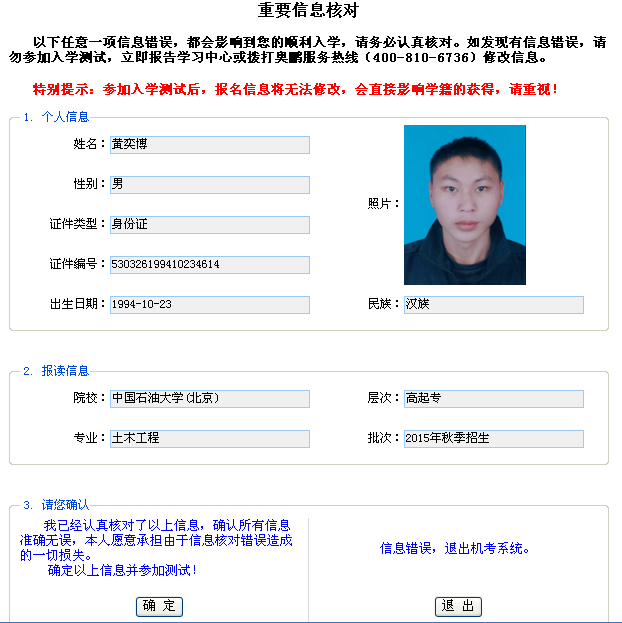 重要信息核对
以下任意一项信息错误，都会影响到您的顺利入学，请务必认真核对。如发现有信息错误，请
勿参加入学测试，立即报告学习中心或拨打奥鹏服务热线（400-810-6736）修改信息。
特别提示：参加入学测试后，报名信息将无法修改，会直接影响学籍的获得，请重视！
1. 个人信息
姓名：黄奕博
性别：男
照片：
证件类型：身份证
证件编号：530326199410234614
出生日期：1994-10-23 民族：汉族
2. 报读信息
院校：中国石油大学(北京) 层次：高起专
专业：土木工程 批次：2015年秋季招生
3. 请您确认
我已经认真核对了以上信息，确认所有信息
准确无误，本人愿意承担由于信息核对错误造成
的一切损失。
确定以上信息并参加测试！
信息错误，退出机考系统。
确 定 退 出